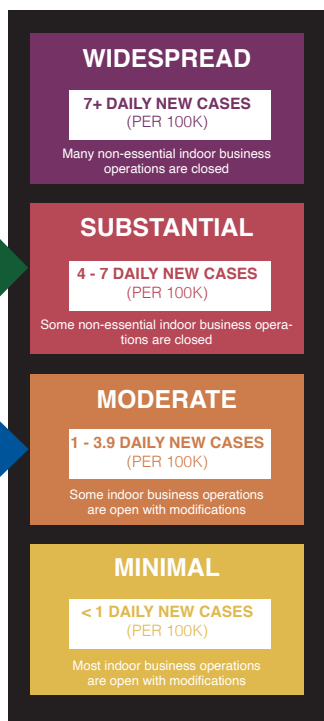 WIDESPREAD
7+ DAILY NEW CASES
(PER 100K)
Many non-essential indoor business
operations are closed
SUBSTANTIAL
4 - 7 DAILY NEW CASES
(PER 100K)
Some non-essential indoor business opera-
tions are closed
MODERATE
1 - 3.9 DAILY NEW CASES
(PER 100K)
Some indoor business operations
are open with modifications
MINIMAL
< 1 DAILY NEW CASES
(PER 100K)
Most indoor business operations
are open with modifications